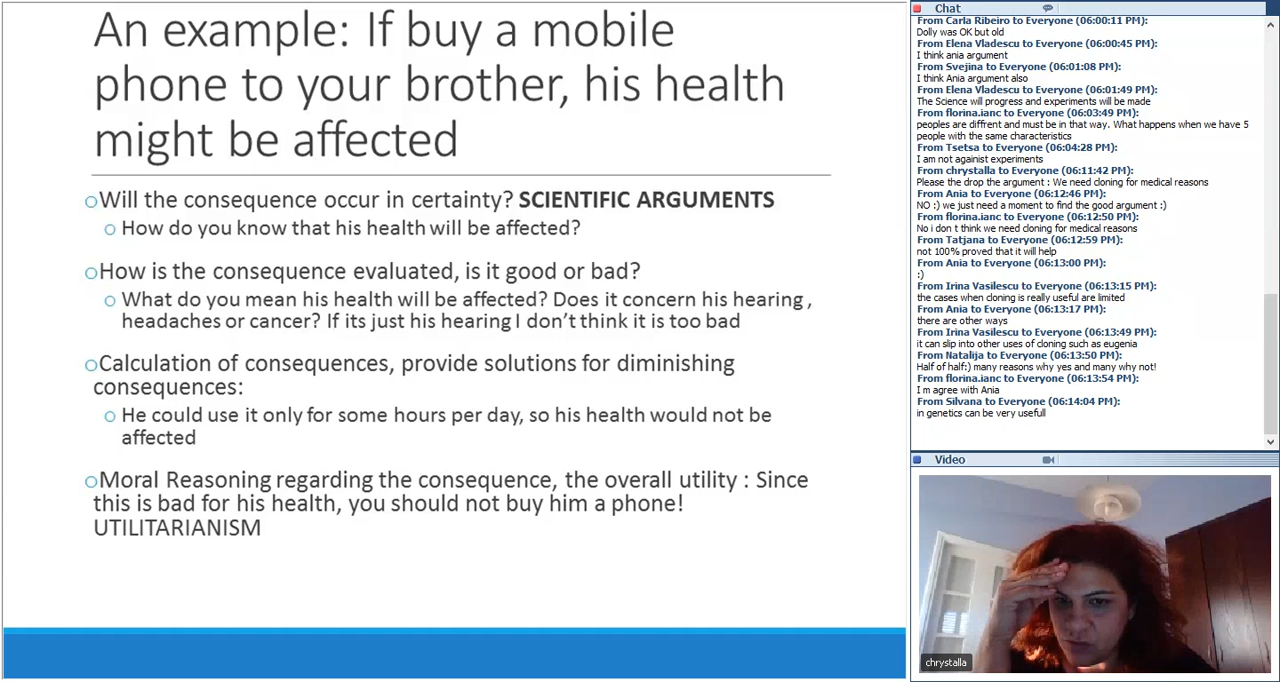 An example: If buy a mobile
phone to your brother, his health
might be affected
Will the consequence occur in certainty? SCIENTIFIC ARGUMENTS
How do you know that his health will be affected?
How is the consequence evaluated, is it good or bad?
What do you mean his health will be affected? Does it concern his hearing ,
headaches or cancer? If its just his hearing I don’t think it is too bad
Calculation of consequences, provide solutions for diminishing
consequences:
He could use it only for some hours per day, so his health would not be
affected
Moral Reasoning regarding the consequence, the overall utility : Since
this is bad for his health, you should not buy him a phone!
UTILITARIANISM
Chat
From Carla Ribeiro to Everyone (06:00:11 PM):
Dolly was OK but old
From Elena Vladescu to Everyone (06:00:45 PM):
I think ania argument
From Svejina to Everyone (06:01:08 PM):
I think Ania argument also
From Elena Vladescu to Everyone (06:01:49 PM):
The Science will progress and experiments will be made
From florina.ianc to Everyone (06:03:49 PM):
peoples are diffrent and must be in that way. What happens when we have 5
people with the same characteristics
From Tsetsa to Everyone (06:04:28 PM):
I am not againist experiments
From chrystalla to Everyone (06:11:42 PM):
Please the drop the argument : We need cloning for medical reasons
From Ania to Everyone (06:12:46 PM):
NO :) we just need a moment to find the good argument :)
From florina.ianc to Everyone (06:12:50 PM):
No i don t think we need cloning for medical reasons
From Tatjana to Everyone (06:12:59 PM):
not 100% proved that it will help
From Ania to Everyone (06:13:00 PM):
:)
From Irina Vasilescu to Everyone (06:13:15 PM):
the cases when cloning is really useful are limited
From Ania to Everyone (06:13:17 PM):
there are other ways
From Irina Vasilescu to Everyone (06:13:49 PM):
it can slip into other uses of cloning such as eugenia
From Natalija to Everyone (06:13:50 PM):
Half of half:) many reasons why yes and many why not!
From florina.ianc to Everyone (06:13:54 PM):
I m agree with Ania
From Silvana to Everyone (06:14:04 PM):
in genetics can be very usefull
Video
chrystalla